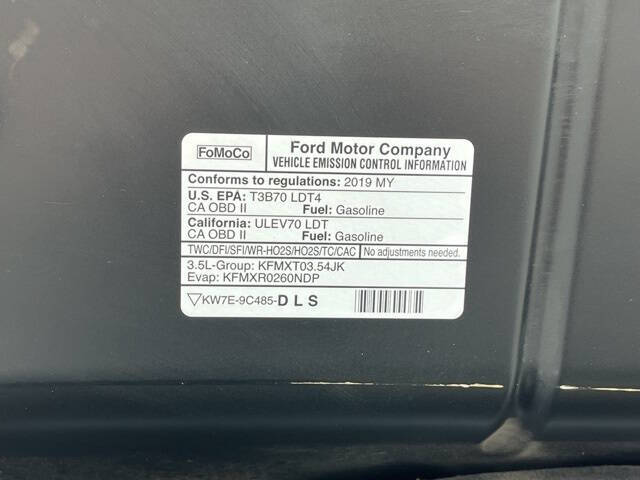 FoMoCo
Ford Motor Company
VEHICLE EMISSION CONTROL INFORMATION
Conforms to regulations: 2019 MY
U.S. EPA: T3B70 LDT4
CA OBD II Fuel: Gasoline
California: ULEV70 LDT
CA OBD II Fuel: Gasoline
TWC/DFI/SFI/WR-HO2S/HO2S/TC/CAC No adjustments needed.
3.5L-Group: KFMXT03.54JK
Evap: KFMXR0260NDP
KW7E-9C485-DLS